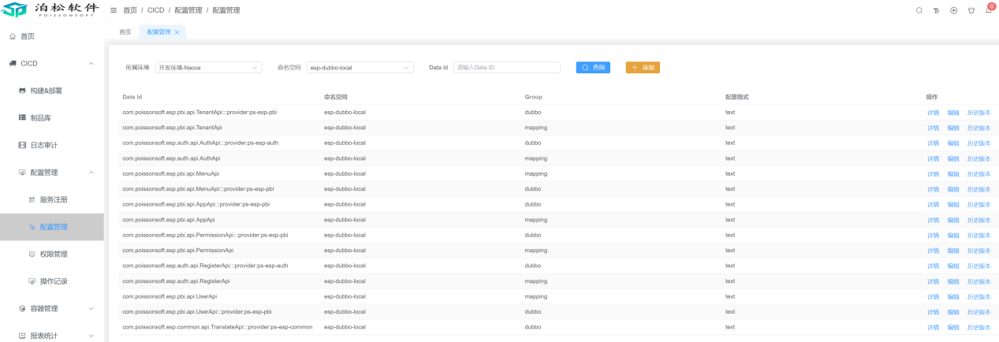 泊松软件
POISSONSOFT
首页 / CICD / 配置管理 / 配置管理
0
首页
CICD
构建&部署
制品库
日志审计
配置管理
服务注册
配置管理
权限管理
操作记录
容器管理
报表统计
首页 配置管理 ×
所属环境 开发环境-Nacos 命名空间 esp-dubbo-local Data Id 请输入Data ID 查询 + 添加
Data Id 命名空间 Group 配置格式 操作
com.poissonsoft.esp.pbi.api.TenantApi:::provider:ps-esp-pbi esp-dubbo-local dubbo text 详情 编辑 历史版本
com.poissonsoft.esp.pbi.api.TenantApi esp-dubbo-local mapping text 详情 编辑 历史版本
com.poissonsoft.esp.auth.api.AuthApi:::provider:ps-esp-auth esp-dubbo-local dubbo text 详情 编辑 历史版本
com.poissonsoft.esp.auth.api.AuthApi esp-dubbo-local mapping text 详情 编辑 历史版本
com.poissonsoft.esp.pbi.api.MenuApi esp-dubbo-local mapping text 详情 编辑 历史版本
com.poissonsoft.esp.pbi.api.MenuApi:::provider:ps-esp-pbi esp-dubbo-local dubbo text 详情 编辑 历史版本
com.poissonsoft.esp.pbi.api.AppApi:::provider:ps-esp-pbi esp-dubbo-local dubbo text 详情 编辑 历史版本
com.poissonsoft.esp.pbi.api.AppApi esp-dubbo-local mapping text 详情 编辑 历史版本
com.poissonsoft.esp.pbi.api.PermissionApi:::provider:ps-esp-pbi esp-dubbo-local dubbo text 详情 编辑 历史版本
com.poissonsoft.esp.pbi.api.PermissionApi esp-dubbo-local mapping text 详情 编辑 历史版本
com.poissonsoft.esp.auth.api.RegisterApi:::provider:ps-esp-auth esp-dubbo-local dubbo text 详情 编辑 历史版本
com.poissonsoft.esp.auth.api.RegisterApi esp-dubbo-local mapping text 详情 编辑 历史版本
com.poissonsoft.esp.pbi.api.UserApi esp-dubbo-local mapping text 详情 编辑 历史版本
com.poissonsoft.esp.pbi.api.UserApi:::provider:ps-esp-pbi esp-dubbo-local dubbo text 详情 编辑 历史版本
com.poissonsoft.esp.common.api.TranslateApi:::provider:ps-esp-common esp-dubbo-local dubbo text 详情 编辑 历史版本